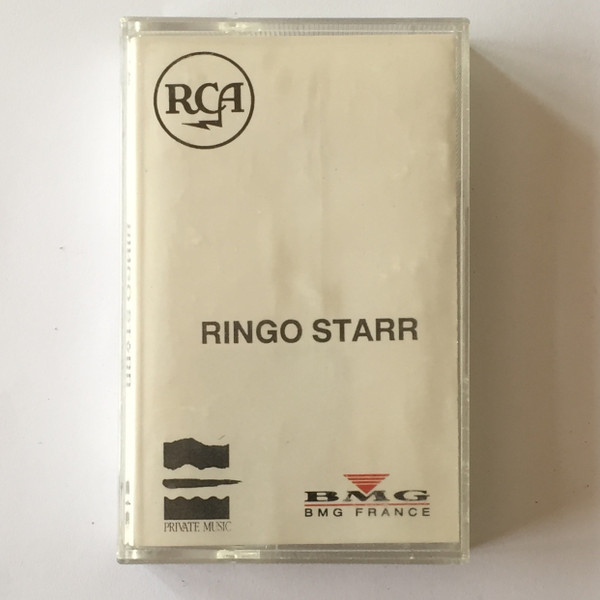 RCA
RINGO STARR
PRIVATE MUSIC
BMG
BMG FRANCE